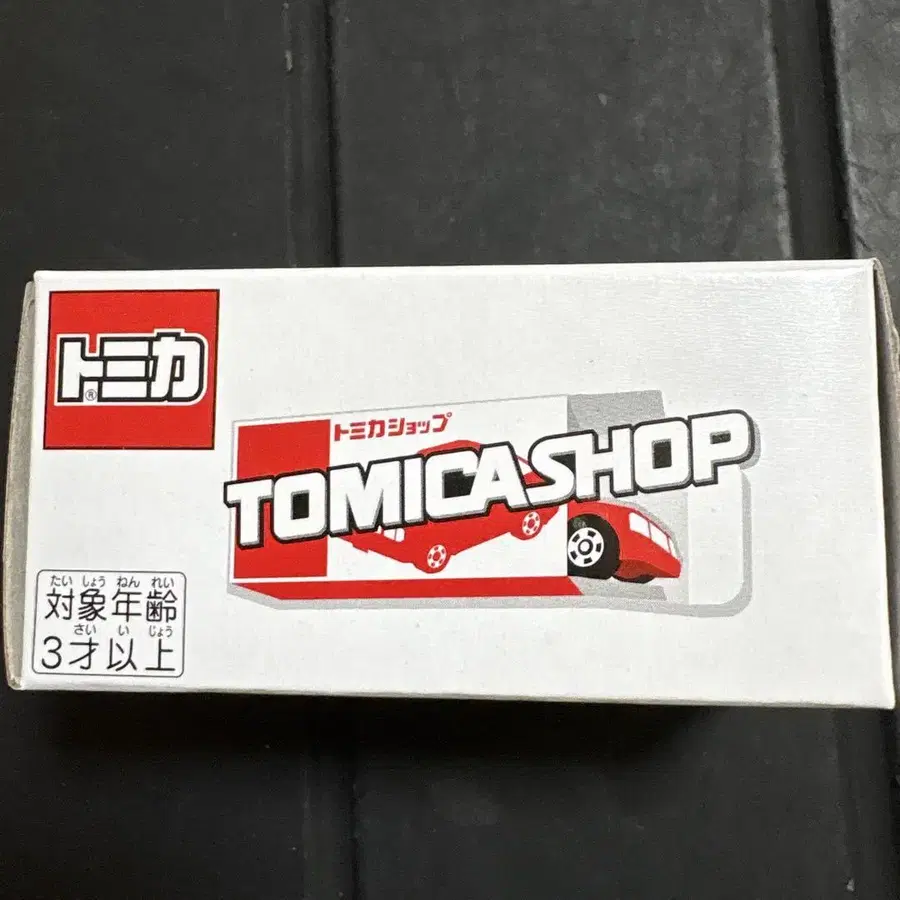 トミカ
®
トミカショップ
TOMICASHOP
たいしょうねんれい
対象年齢
さいいじょう
3才以上